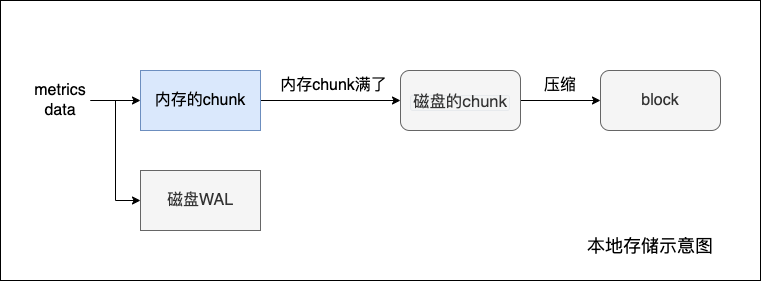 metrics
data
内存的chunk
内存chunk满了
磁盘的chunk
压缩
block
磁盘WAL
本地存储示意图